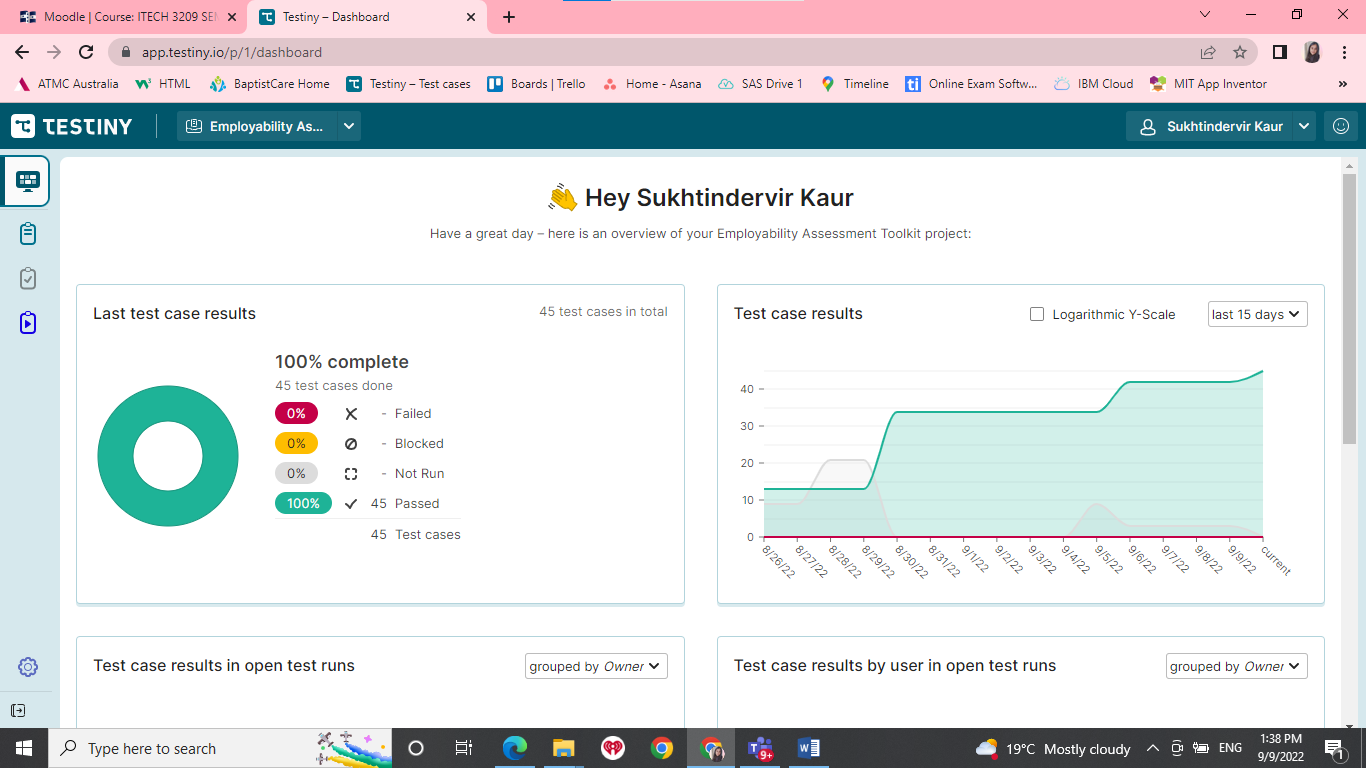 Moodle | Course: ITECH 3209 SEN
Testiny – Dashboard
app.testiny.io/p/1/dashboard
ATMC Australia
HTML
BaptistCare Home
Testiny – Test cases
Boards | Trello
Home - Asana
SAS Drive 1
Timeline
Online Exam Softw...
IBM Cloud
MIT App Inventor
»
TESTINY
Employability As...
Sukhtindervir Kaur
Hey Sukhtindervir Kaur
Have a great day – here is an overview of your Employability Assessment Toolkit project:
Last test case results
45 test cases in total
100% complete
45 test cases done
0% - Failed
0% - Blocked
0% - Not Run
100% 45 Passed
45 Test cases
Test case results
Logarithmic Y-Scale
last 15 days
40
30
20
10
0
8/26/22
8/27/22
8/28/22
8/29/22
8/30/22
8/31/22
9/1/22
9/2/22
9/3/22
9/4/22
9/5/22
9/6/22
9/7/22
9/8/22
9/9/22
current
Test case results in open test runs
grouped by Owner
Test case results by user in open test runs
grouped by Owner
Type here to search
9+
19°C Mostly cloudy
ENG
1:38 PM
9/9/2022
1